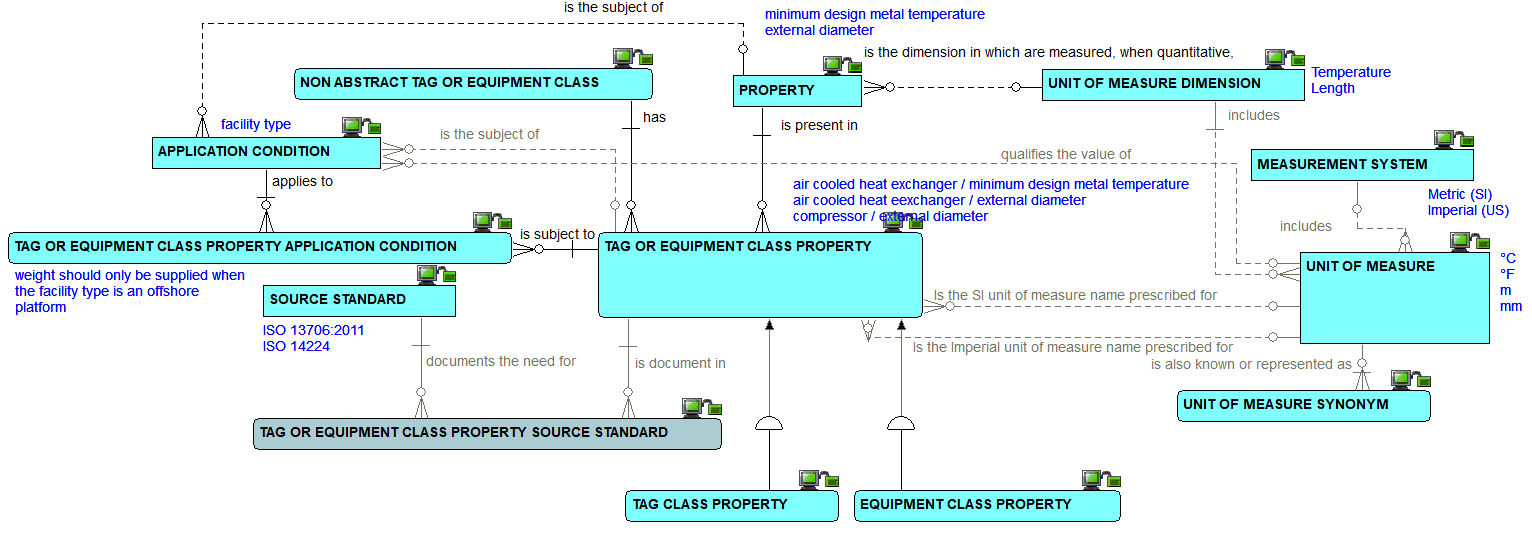 is the subject of
minimum design metal temperature
external diameter
is the dimension in which are measured, when quantitative,
NON ABSTRACT TAG OR EQUIPMENT CLASS
PROPERTY
UNIT OF MEASURE DIMENSION
Temperature
Length
has
is present in
includes
facility type
is the subject of
APPLICATION CONDITION
qualifies the value of
MEASUREMENT SYSTEM
applies to
air cooled heat exchanger / minimum design metal temperature
air cooled heat eexchanger / external diameter
compressor / external diameter
Metric (SI)
Imperial (US)
includes
is subject to
TAG OR EQUIPMENT CLASS PROPERTY APPLICATION CONDITION
TAG OR EQUIPMENT CLASS PROPERTY
UNIT OF MEASURE
°C
°F
m
mm
weight should only be supplied when
the facility type is an offshore
platform
SOURCE STANDARD
Is the SI unit of measure name prescribed for
ISO 13706:2011
ISO 14224
Is the Imperial unit of measure name prescribed for
documents the need for
is document in
is also known or represented as
UNIT OF MEASURE SYNONYM
TAG OR EQUIPMENT CLASS PROPERTY SOURCE STANDARD
TAG CLASS PROPERTY
EQUIPMENT CLASS PROPERTY